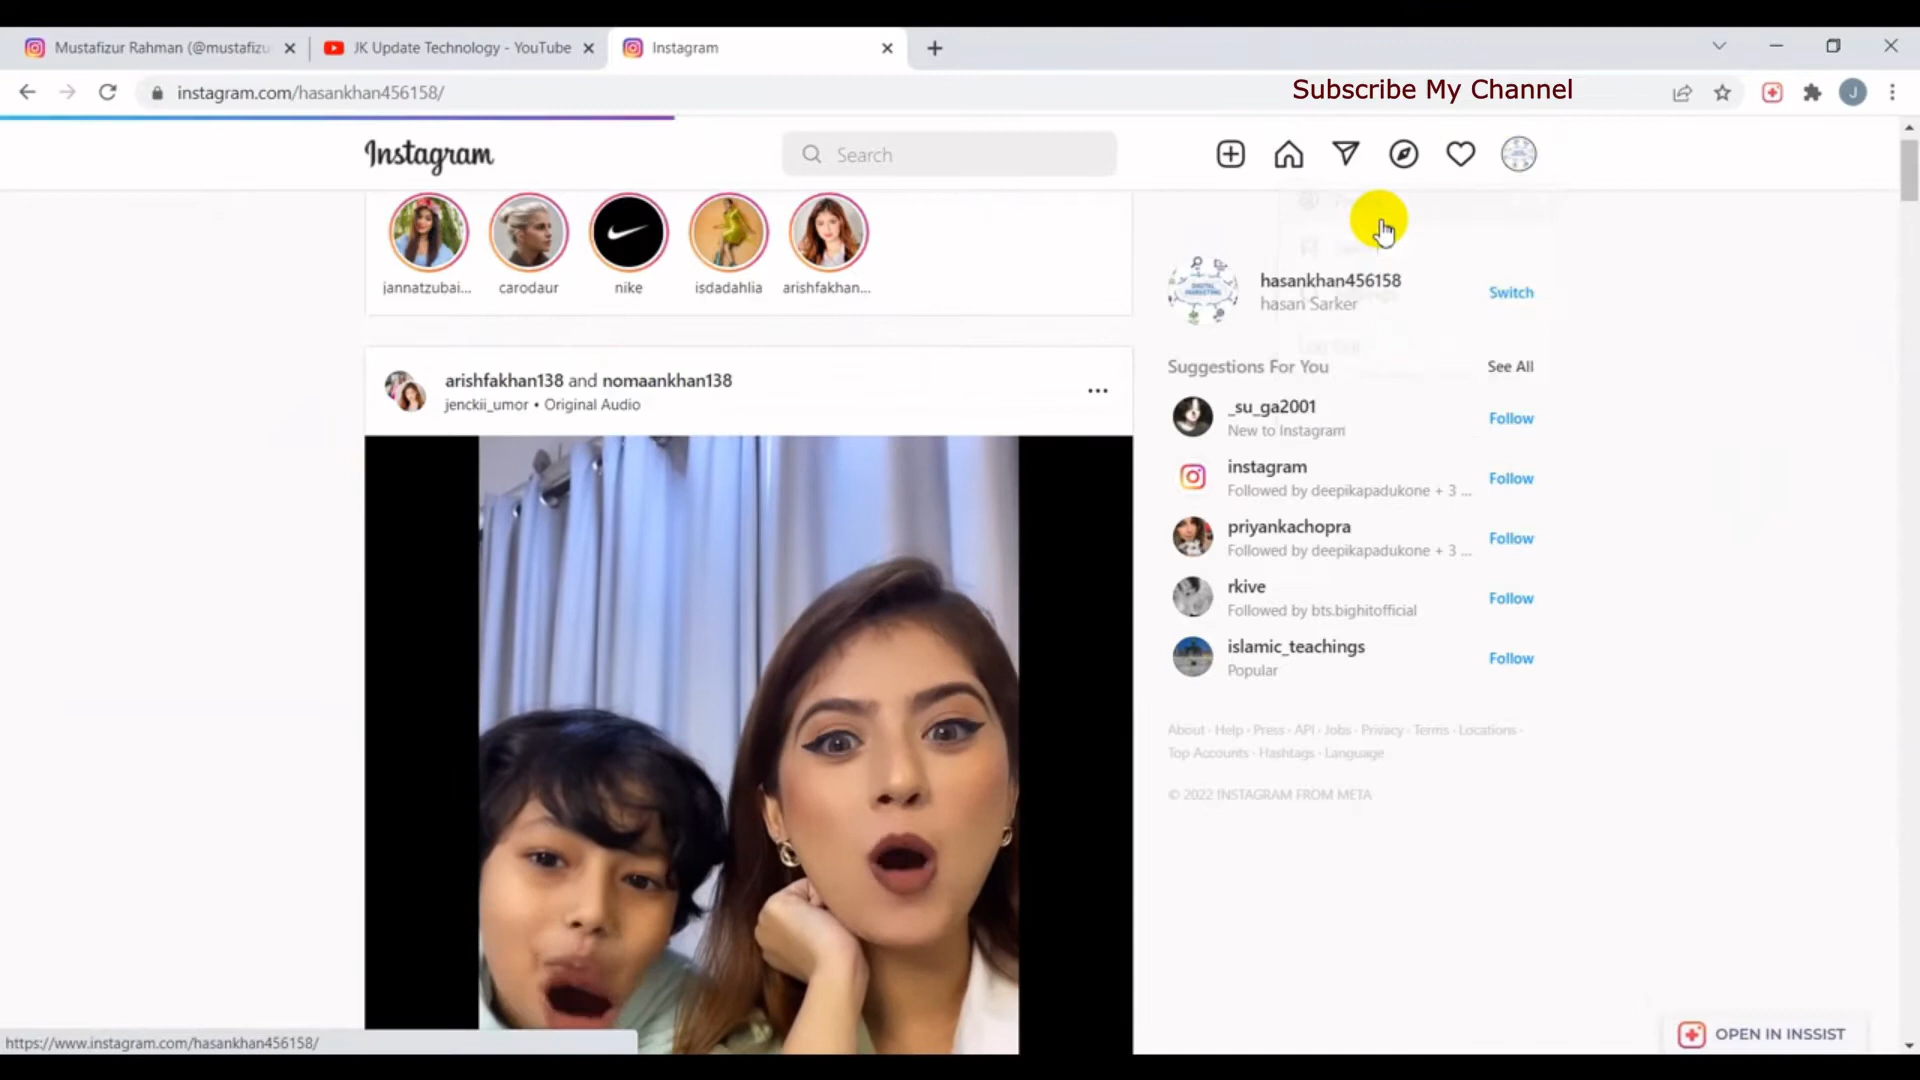 Mustafizur Rahman (@mustafizu
JK Update Technology - YouTube
Instagram
instagram.com/hasankhan456158/
Subscribe My Channel
Instagram
Search
jannatzubai...
carodaur
nike
isdadahlia
arishfakhan...
hasankhan456158
hasan Sarker
Switch
DIGITAL
MARKETING
Log Out
Suggestions For You
See All
arishfakhan138 and nomaankhan138
jenckii_umor • Original Audio
_su_ga2001
New to Instagram
Follow
instagram
Followed by deepikapadukone + 3 ...
Follow
priyankachopra
Followed by deepikapadukone + 3 ...
Follow
rkive
Followed by bts.bighitofficial
Follow
islamic_teachings
Popular
Follow
About · Help · Press · API · Jobs · Privacy · Terms · Locations ·
Top Accounts · Hashtags · Language
© 2022 INSTAGRAM FROM META
OPEN IN INSSIST
https://www.instagram.com/hasankhan456158/
J